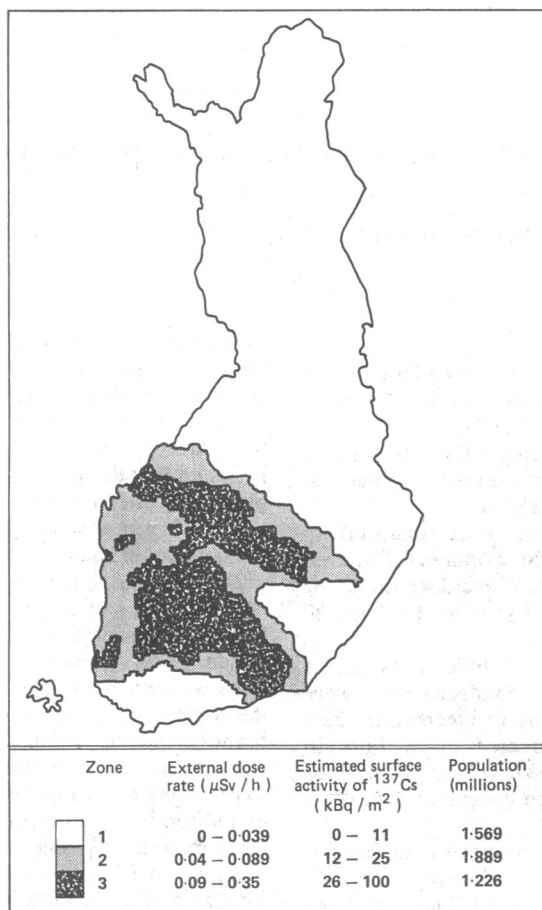 Zone External dose rate ( μSv / h ) Estimated surface activity of ¹³⁷Cs ( kBq / m² ) Population (millions)
1 0 – 0·039 0 – 11 1·569
2 0·04 – 0·089 12 – 25 1·889
3 0·09 – 0·35 26 – 100 1·226